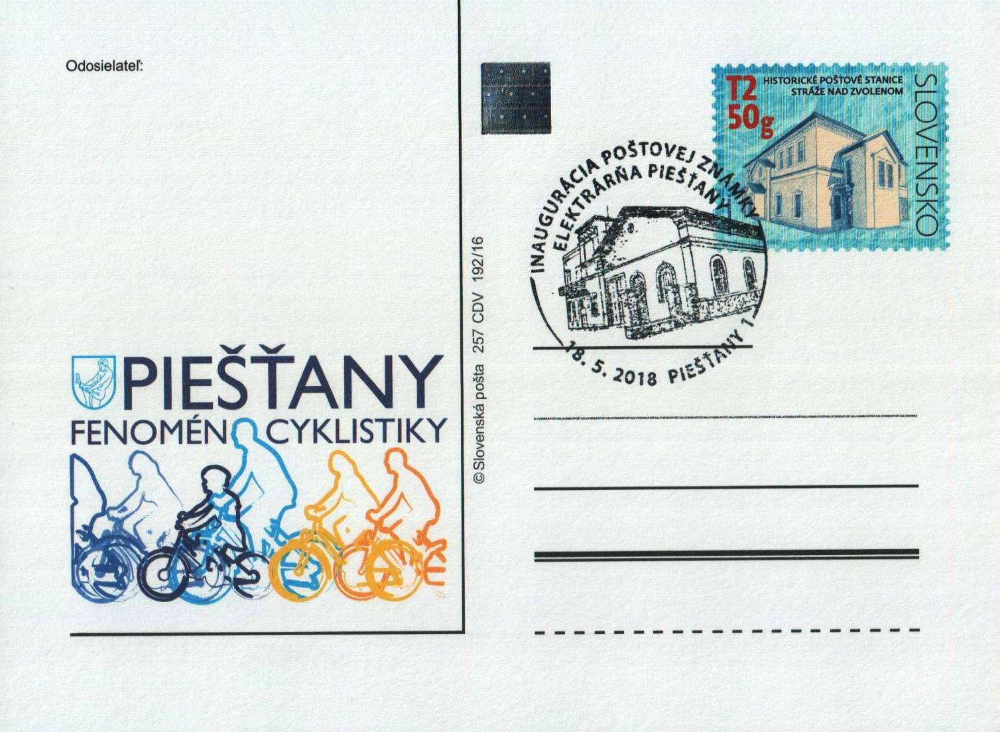 Odosielateľ:
T2
50g
HISTORICKÉ POŠTOVÉ STANICE
STRÁŽE NAD ZVOLENOM
SLOVENSKO
INAUGURÁCIA POŠTOVEJ ZNÁMKY
ELEKTRÁRŇA PIEŠŤANY
18. 5. 2018 PIEŠŤANY 1
© Slovenská pošta 257 CDV 192/16
PIEŠŤANY
FENOMÉN CYKLISTIKY